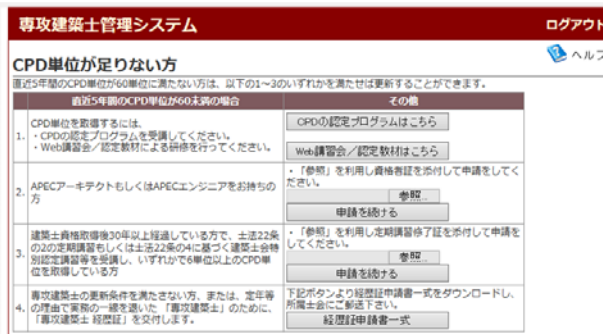 専攻建築士管理システム
ログアウト
ヘルプ
CPD単位が足りない方
直近5年間のCPD単位が60単位に満たない方は、以下の1~3のいずれかを満たせば更新することができます。
直近5年間のCPD単位が60未満の場合
その他
1.
CPD単位を取得するには、
・CPDの認定プログラムを受講してください。
・Web講習会/認定教材による研修を行ってください。
CPDの認定プログラムはこちら
Web講習会/認定教材はこちら
2.
APECアーキテクトもしくはAPECエンジニアをお持ちの
方
・「参照」を利用し資格者証を添付して申請をしてく
ださい。
参照...
申請を続ける
3.
建築士資格取得後30年以上経過している方で、士法22条
の2の定期講習もしくは士法22条の4に基づく建築士会特
別認定講習等を受講し、いずれかで6単位以上のCPD単
位を取得している方
・「参照」を利用し定期講習修了証を添付して申請を
してください。
参照...
申請を続ける
4.
専攻建築士の更新条件を満たさない方、または、定年等
の理由で実務の一線を退いた 「専攻建築士」のために、
「専攻建築士 経歴証」を交付します。
下記ボタンより経歴証申請書一式をダウンロードし、
所属士会にご郵送下さい。
経歴証申請書一式